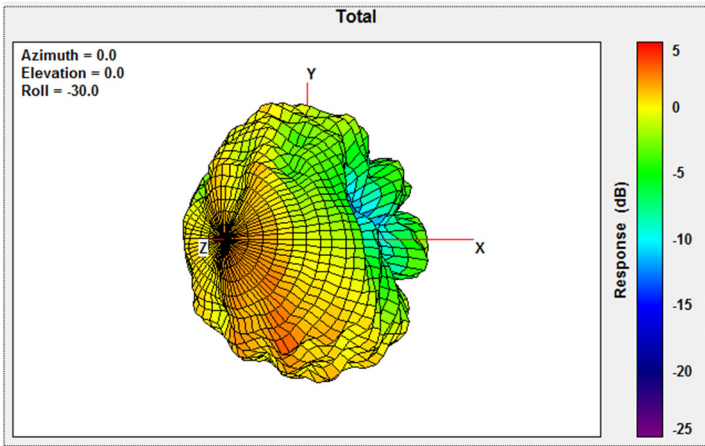 Total
Azimuth = 0.0
Elevation = 0.0
Roll = -30.0
Y
Z
X
5
0
-5
-10
-15
-20
-25
Response (dB)